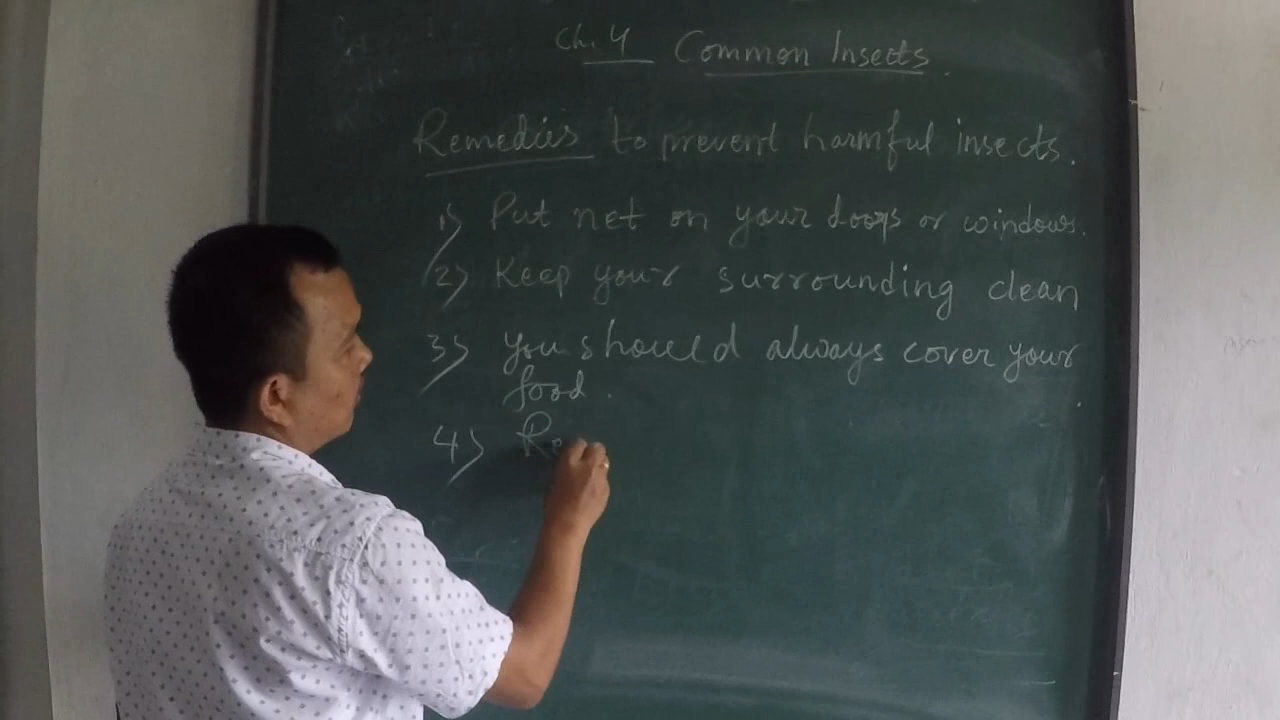 Ch. 4 Common Insects.
Remedies to prevent harmful insects.
1) Put net on your doors or windows.
2) Keep your surrounding clean
3) you should always cover your
food.
4)